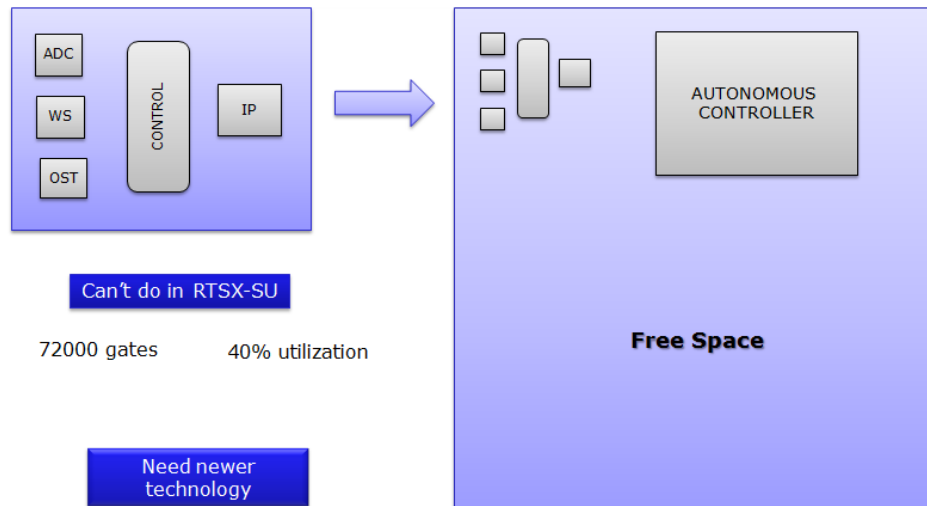 ADC
WS
OST
CONTROL
IP
AUTONOMOUS
CONTROLLER
Can't do in RTSX-SU
72000 gates
40% utilization
Free Space
Need newer
technology